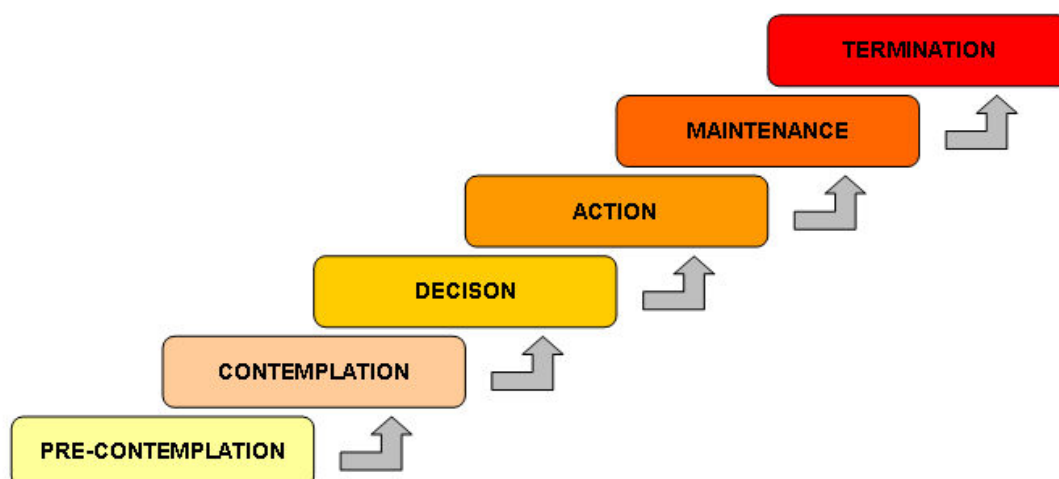 TERMINATION
MAINTENANCE
ACTION
DECISON
CONTEMPLATION
PRE-CONTEMPLATION